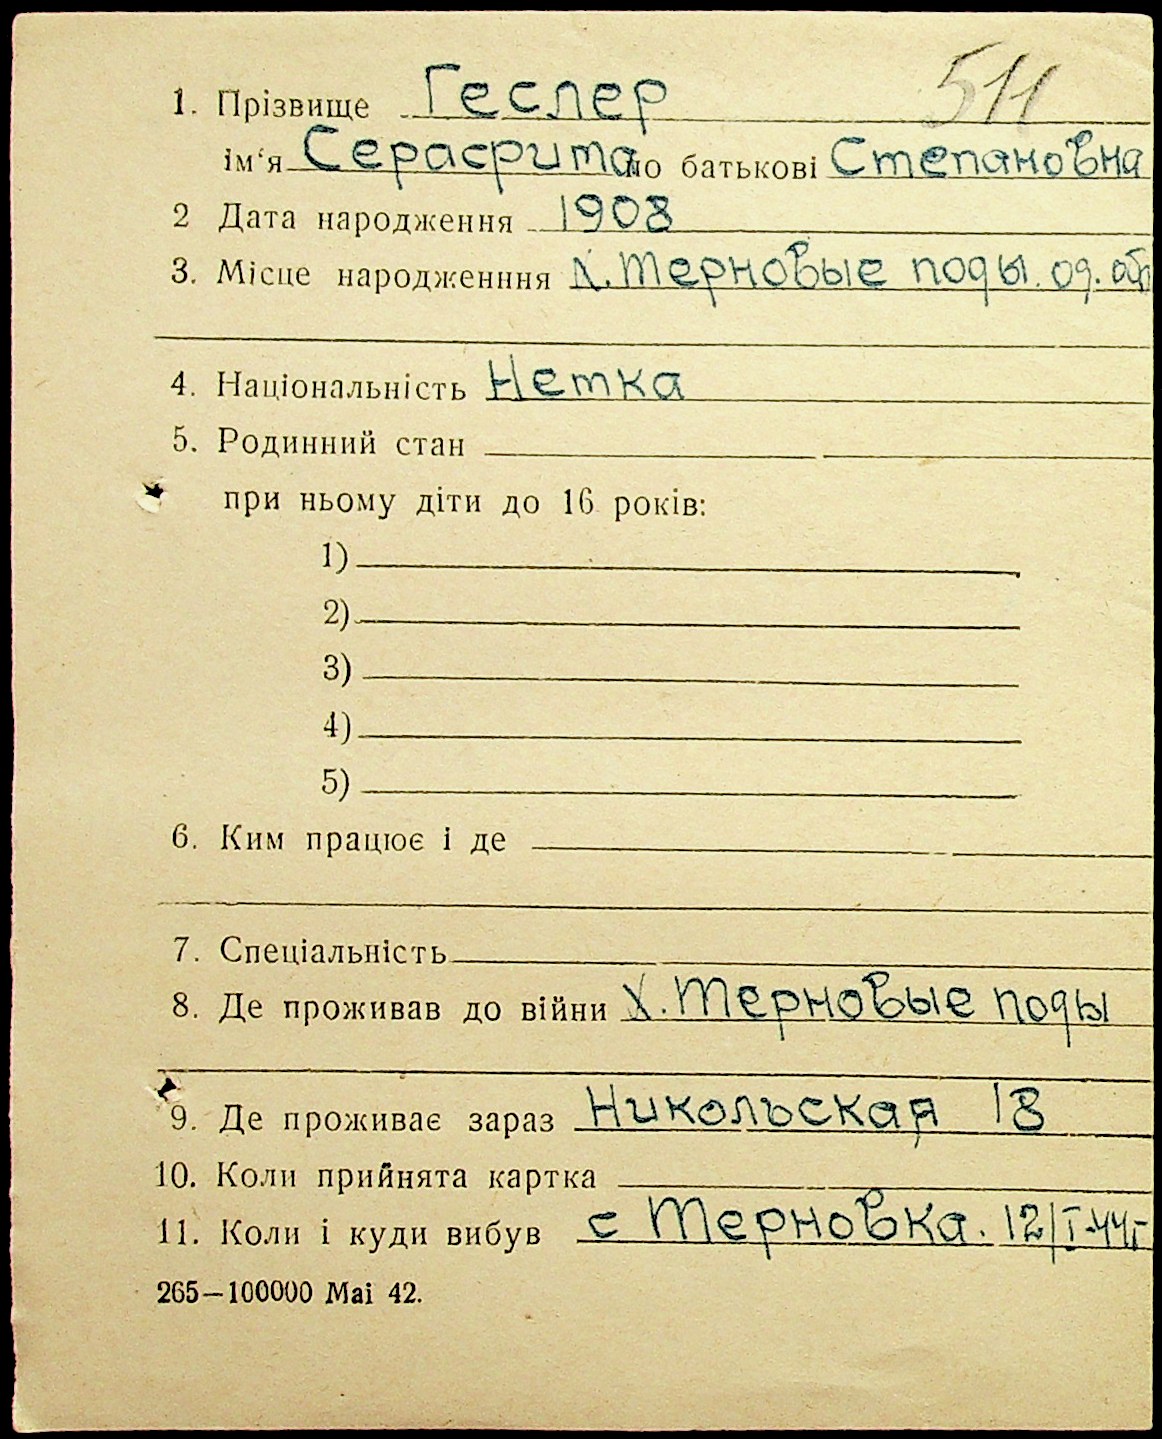 511
1. Прізвище Геслер
ім‘я Серасрита по батькові Степановна
2 Дата народження 1908
3. Місце народженння х. Терновые поды. од. обл
4. Національність Немка
5. Родинний стан
при ньому діти до 16 років:
1)
2)
3)
4)
5)
6. Ким працює і де
7. Спеціальність
8. Де проживав до війни х. Терновые поды
9. Де проживає зараз Никольская 18
10. Коли прийнята картка
11. Коли і куди вибув с Терновка. 12/I-44г
265—100000 Mai 42.